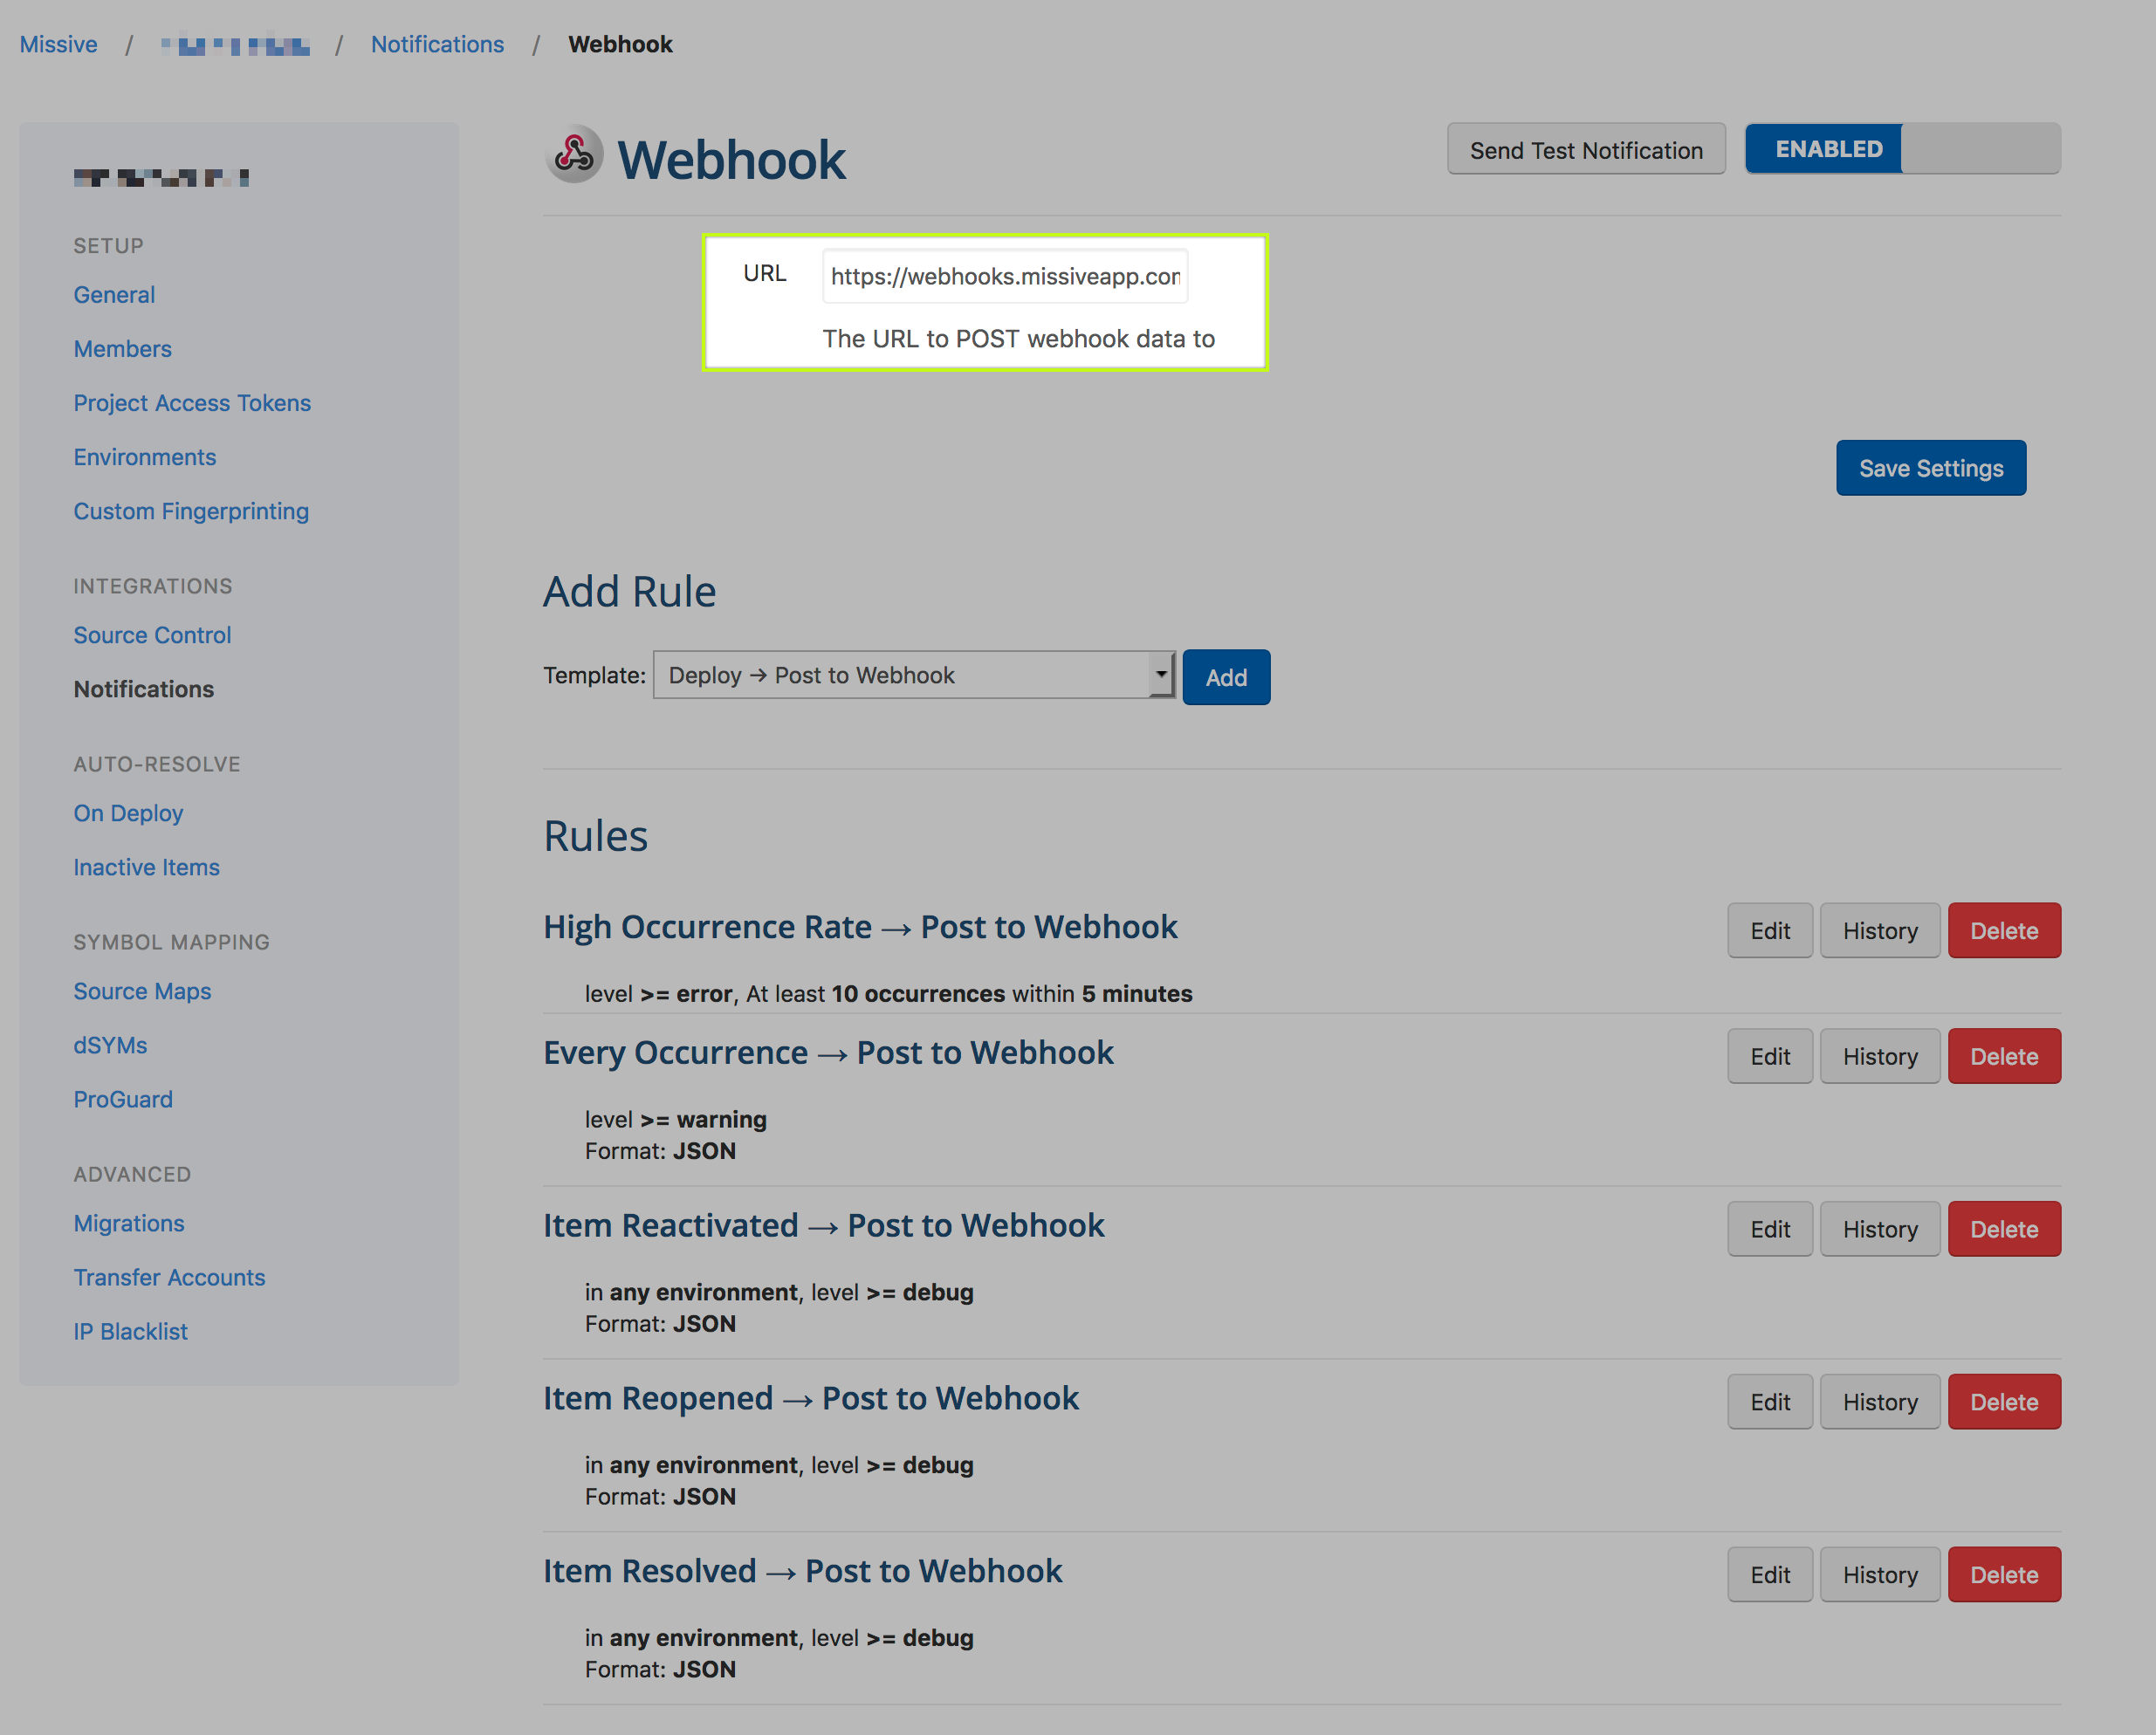 Missive / / Notifications / Webhook
SETUP
General
Members
Project Access Tokens
Environments
Custom Fingerprinting
INTEGRATIONS
Source Control
Notifications
AUTO-RESOLVE
On Deploy
Inactive Items
SYMBOL MAPPING
Source Maps
dSYMs
ProGuard
ADVANCED
Migrations
Transfer Accounts
IP Blacklist
Webhook
Send Test Notification
ENABLED
URL
https://webhooks.missiveapp.com
The URL to POST webhook data to
Save Settings
Add Rule
Template: Deploy → Post to Webhook Add
Rules
High Occurrence Rate → Post to Webhook
Edit History Delete
level >= error, At least 10 occurrences within 5 minutes
Every Occurrence → Post to Webhook
Edit History Delete
level >= warning
Format: JSON
Item Reactivated → Post to Webhook
Edit History Delete
in any environment, level >= debug
Format: JSON
Item Reopened → Post to Webhook
Edit History Delete
in any environment, level >= debug
Format: JSON
Item Resolved → Post to Webhook
Edit History Delete
in any environment, level >= debug
Format: JSON